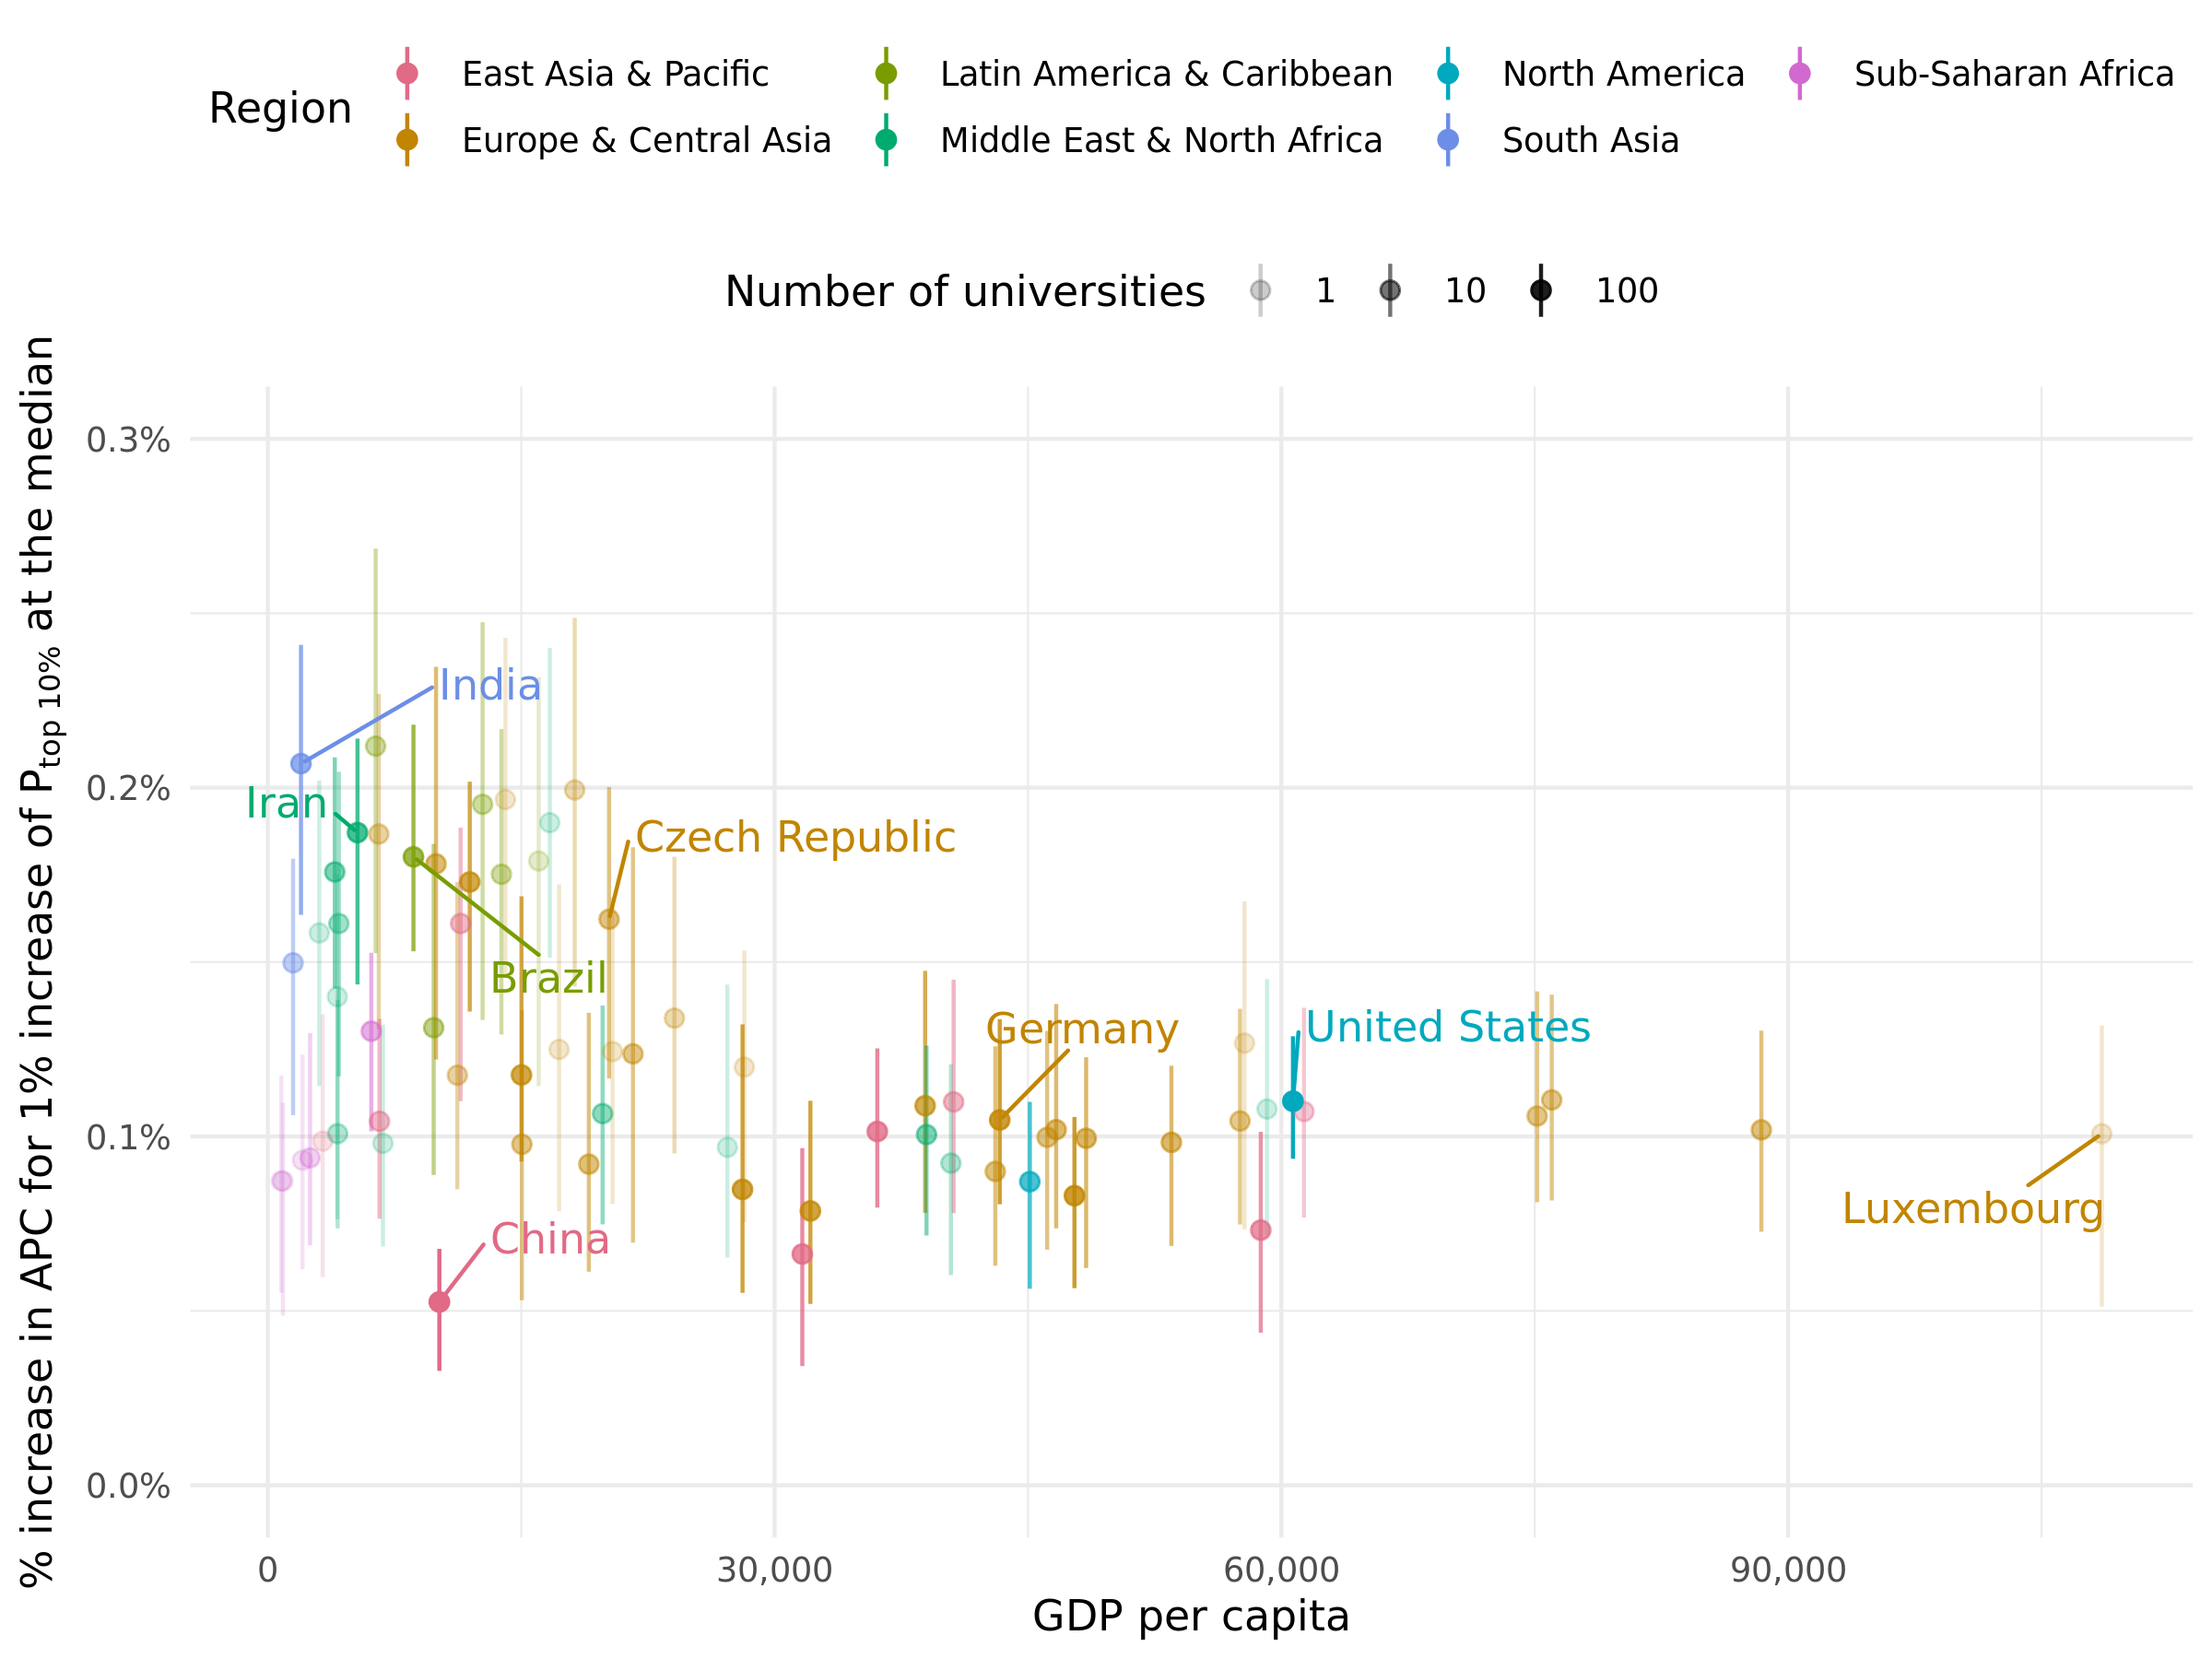 Region
East Asia & Pacific
Europe & Central Asia
Latin America & Caribbean
Middle East & North Africa
North America
South Asia
Sub-Saharan Africa
Number of universities
1
10
100
% increase in APC for 1% increase of Ptop 10% at the median
0.3%
0.2%
0.1%
0.0%
India
Iran
Czech Republic
Brazil
Germany
United States
Luxembourg
China
0
30,000
60,000
90,000
GDP per capita